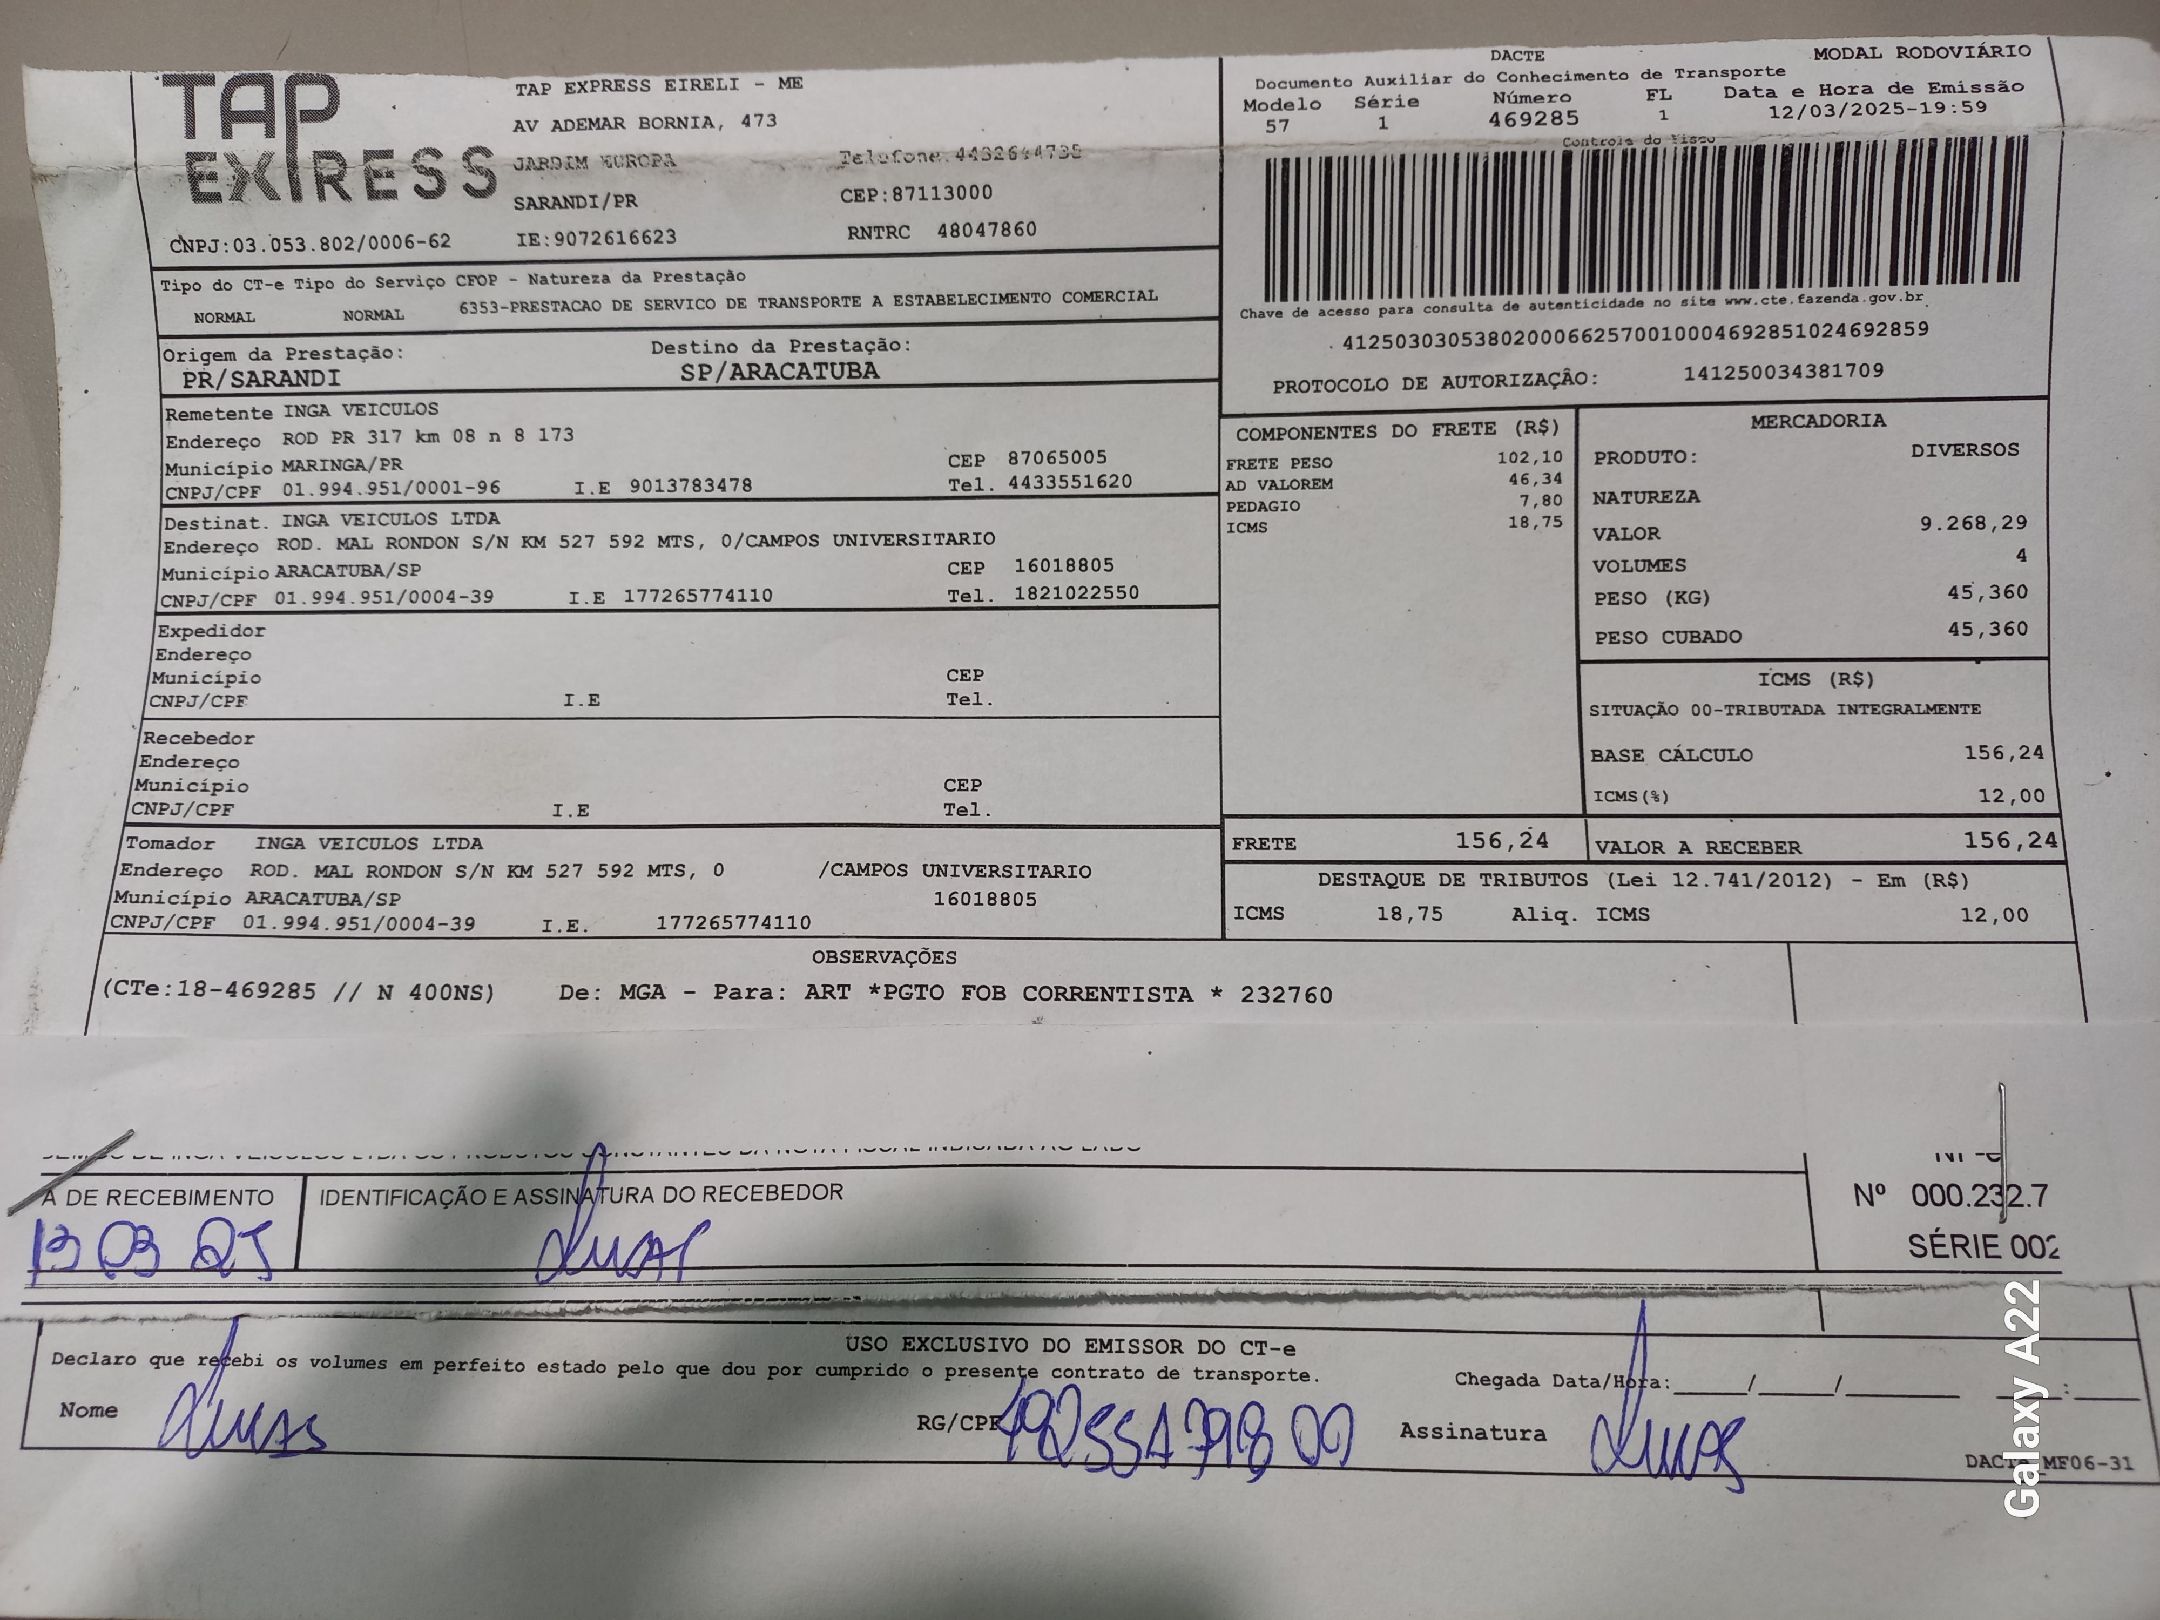 TAP EXPRESS
TAP EXPRESS EIRELI - ME
AV ADEMAR BORNIA, 473
JARDIM EUROPA Telefone:4432644738
SARANDI/PR CEP:87113000
CNPJ:03.053.802/0006-62 IE:9072616623 RNTRC 48047860
DACTE MODAL RODOVIÁRIO
Documento Auxiliar do Conhecimento de Transporte
Modelo Série Número FL Data e Hora de Emissão
57 1 469285 1 12/03/2025-19:59
Controle do Fisco
Chave de acesso para consulta de autenticidade no site www.cte.fazenda.gov.br
41250303053802000662570010004692851024692859
PROTOCOLO DE AUTORIZAÇÃO: 141250034381709
Tipo do CT-e Tipo do Serviço CFOP - Natureza da Prestação
NORMAL NORMAL 6353-PRESTACAO DE SERVICO DE TRANSPORTE A ESTABELECIMENTO COMERCIAL
Origem da Prestação: Destino da Prestação:
PR/SARANDI SP/ARACATUBA
Remetente INGA VEICULOS
Endereço ROD PR 317 km 08 n 8 173
Município MARINGA/PR CEP 87065005
CNPJ/CPF 01.994.951/0001-96 I.E 9013783478 Tel. 4433551620
Destinat. INGA VEICULOS LTDA
Endereço ROD. MAL RONDON S/N KM 527 592 MTS, 0/CAMPOS UNIVERSITARIO
Município ARACATUBA/SP CEP 16018805
CNPJ/CPF 01.994.951/0004-39 I.E 177265774110 Tel. 1821022550
Expedidor
Endereço
Município CEP
CNPJ/CPF I.E Tel.
Recebedor
Endereço
Município CEP
CNPJ/CPF I.E Tel.
Tomador INGA VEICULOS LTDA
Endereço ROD. MAL RONDON S/N KM 527 592 MTS, 0 /CAMPOS UNIVERSITARIO
Município ARACATUBA/SP 16018805
CNPJ/CPF 01.994.951/0004-39 I.E. 177265774110
COMPONENTES DO FRETE (R$)
FRETE PESO 102,10
AD VALOREM 46,34
PEDAGIO 7,80
ICMS 18,75
MERCADORIA
PRODUTO: DIVERSOS
NATUREZA
VALOR 9.268,29
VOLUMES 4
PESO (KG) 45,360
PESO CUBADO 45,360
ICMS (R$)
SITUAÇÃO 00-TRIBUTADA INTEGRALMENTE
BASE CÁLCULO 156,24
ICMS(%) 12,00
FRETE 156,24 VALOR A RECEBER 156,24
DESTAQUE DE TRIBUTOS (Lei 12.741/2012) - Em (R$)
ICMS 18,75 Aliq. ICMS 12,00
OBSERVAÇÕES
(CTe:18-469285 // N 400NS) De: MGA - Para: ART *PGTO FOB CORRENTISTA * 232760
A DE RECEBIMENTO IDENTIFICAÇÃO E ASSINATURA DO RECEBEDOR
13 03 25 Lucas
Nº 000.232.7
SÉRIE 002
USO EXCLUSIVO DO EMISSOR DO CT-e
Declaro que recebi os volumes em perfeito estado pelo que dou por cumprido o presente contrato de transporte.
Chegada Data/Hora: / / :
Nome Lucas RG/CPF Assinatura Lucas
DACTe MF06-31
Galaxy A22